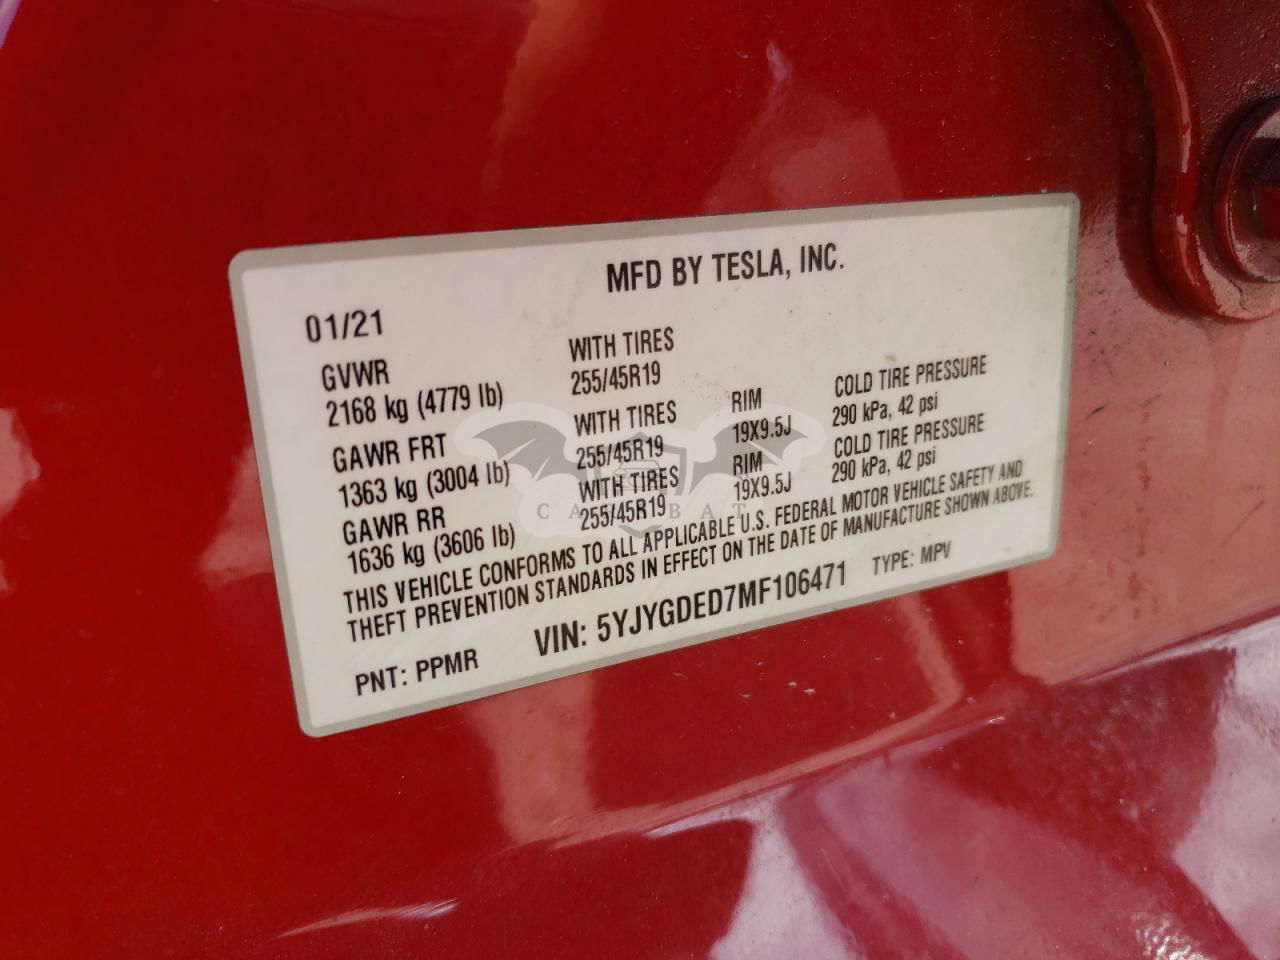 MFD BY TESLA, INC.
01/21
GVWR WITH TIRES
2168 kg (4779 lb) 255/45R19
GAWR FRT WITH TIRES RIM COLD TIRE PRESSURE
1363 kg (3004 lb) 255/45R19 19X9.5J 290 kPa, 42 psi
GAWR RR WITH TIRES RIM COLD TIRE PRESSURE
1636 kg (3606 lb) 255/45R19 19X9.5J 290 kPa, 42 psi
THIS VEHICLE CONFORMS TO ALL APPLICABLE U.S. FEDERAL MOTOR VEHICLE SAFETY AND
THEFT PREVENTION STANDARDS IN EFFECT ON THE DATE OF MANUFACTURE SHOWN ABOVE.
PNT: PPMR VIN: 5YJYGDED7MF106471 TYPE: MPV